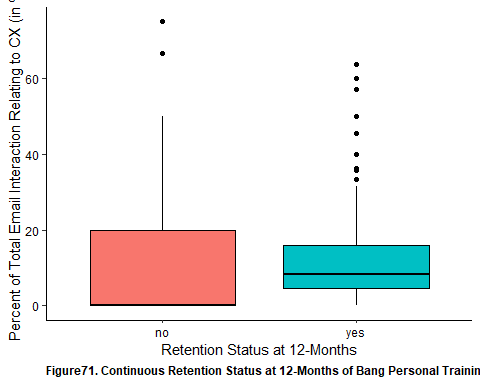 Percent of Total Email Interaction Relating to CX (in
60
40
20
0
no yes
Retention Status at 12-Months
Figure71. Continuous Retention Status at 12-Months of Bang Personal